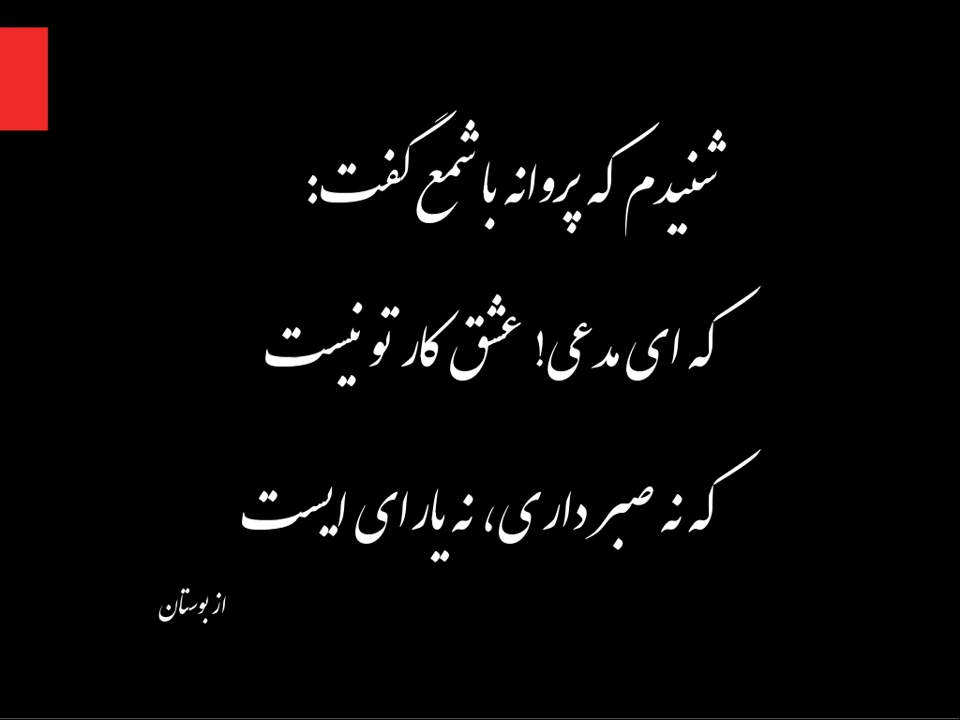 شنیدم که پروانه با شمع گفت:
که ای مدعی! عشق کار تو نیست
که نه صبر داری، نه یارای ایست
از بوستان